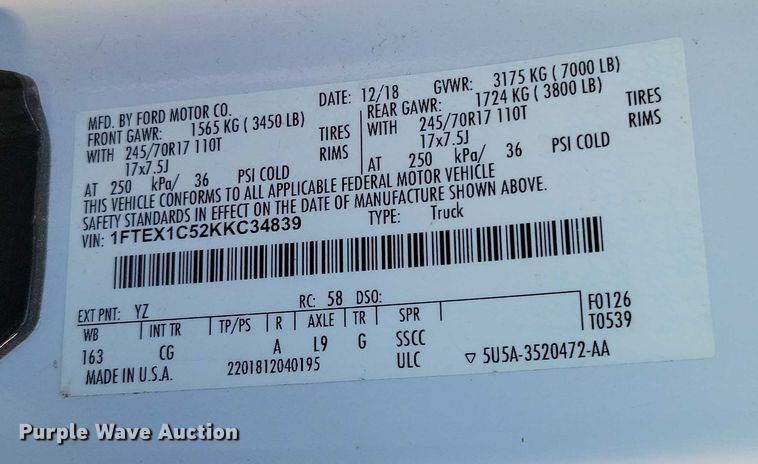 MFD. BY FORD MOTOR CO. DATE: 12/18 GVWR: 3175 KG ( 7000 LB)
FRONT GAWR: 1565 KG ( 3450 LB) REAR GAWR: 1724 KG ( 3800 LB)
WITH 245/70R17 110T TIRES WITH 245/70R17 110T TIRES
17x7.5J RIMS 17x7.5J RIMS
AT 250 kPa/ 36 PSI COLD AT 250 kPa/ 36 PSI COLD
THIS VEHICLE CONFORMS TO ALL APPLICABLE FEDERAL MOTOR VEHICLE
SAFETY STANDARDS IN EFFECT ON THE DATE OF MANUFACTURE SHOWN ABOVE.
VIN: 1FTEX1C52KKC34839 TYPE: Truck
EXT PNT: YZ RC: 58 DSO: F0126
WB INT TR TP/PS R AXLE TR SPR T0539
163 CG A L9 G SSCC
MADE IN U.S.A. 2201812040195 ULC ▽ 5U5A-3520472-AA
Purple Wave Auction